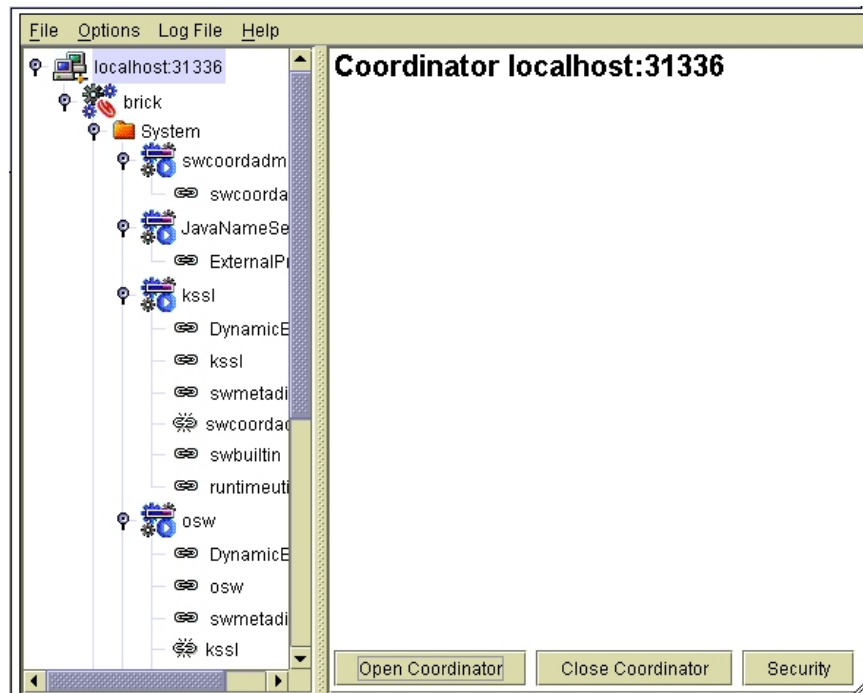 File Options Log File Help
localhost:31336
brick
System
swcoordadm
swcoorda
JavaNameSe
ExternalPr
kssl
DynamicE
kssl
swmetadi
swcoordac
swbuiltin
runtimeuti
osw
DynamicE
osw
swmetadi
kssl
Coordinator localhost:31336
Open Coordinator Close Coordinator Security